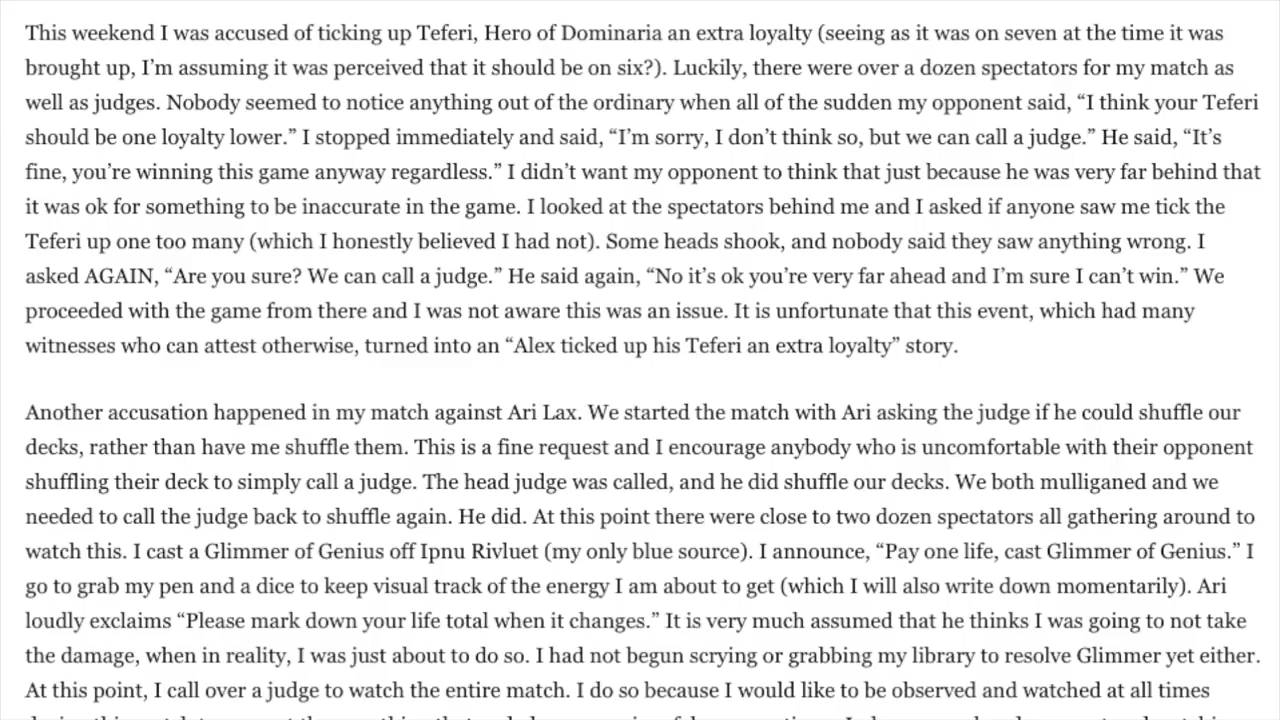 This weekend I was accused of ticking up Teferi, Hero of Dominaria an extra loyalty (seeing as it was on seven at the time it was
brought up, I’m assuming it was perceived that it should be on six?). Luckily, there were over a dozen spectators for my match as
well as judges. Nobody seemed to notice anything out of the ordinary when all of the sudden my opponent said, “I think your Teferi
should be one loyalty lower.” I stopped immediately and said, “I’m sorry, I don’t think so, but we can call a judge.” He said, “It’s
fine, you’re winning this game anyway regardless.” I didn’t want my opponent to think that just because he was very far behind that
it was ok for something to be inaccurate in the game. I looked at the spectators behind me and I asked if anyone saw me tick the
Teferi up one too many (which I honestly believed I had not). Some heads shook, and nobody said they saw anything wrong. I
asked AGAIN, “Are you sure? We can call a judge.” He said again, “No it’s ok you’re very far ahead and I’m sure I can’t win.” We
proceeded with the game from there and I was not aware this was an issue. It is unfortunate that this event, which had many
witnesses who can attest otherwise, turned into an “Alex ticked up his Teferi an extra loyalty” story.
Another accusation happened in my match against Ari Lax. We started the match with Ari asking the judge if he could shuffle our
decks, rather than have me shuffle them. This is a fine request and I encourage anybody who is uncomfortable with their opponent
shuffling their deck to simply call a judge. The head judge was called, and he did shuffle our decks. We both mulliganed and we
needed to call the judge back to shuffle again. He did. At this point there were close to two dozen spectators all gathering around to
watch this. I cast a Glimmer of Genius off Ipnu Rivluet (my only blue source). I announce, “Pay one life, cast Glimmer of Genius.” I
go to grab my pen and a dice to keep visual track of the energy I am about to get (which I will also write down momentarily). Ari
loudly exclaims “Please mark down your life total when it changes.” It is very much assumed that he thinks I was going to not take
the damage, when in reality, I was just about to do so. I had not begun scrying or grabbing my library to resolve Glimmer yet either.
At this point, I call over a judge to watch the entire match. I do so because I would like to be observed and watched at all times